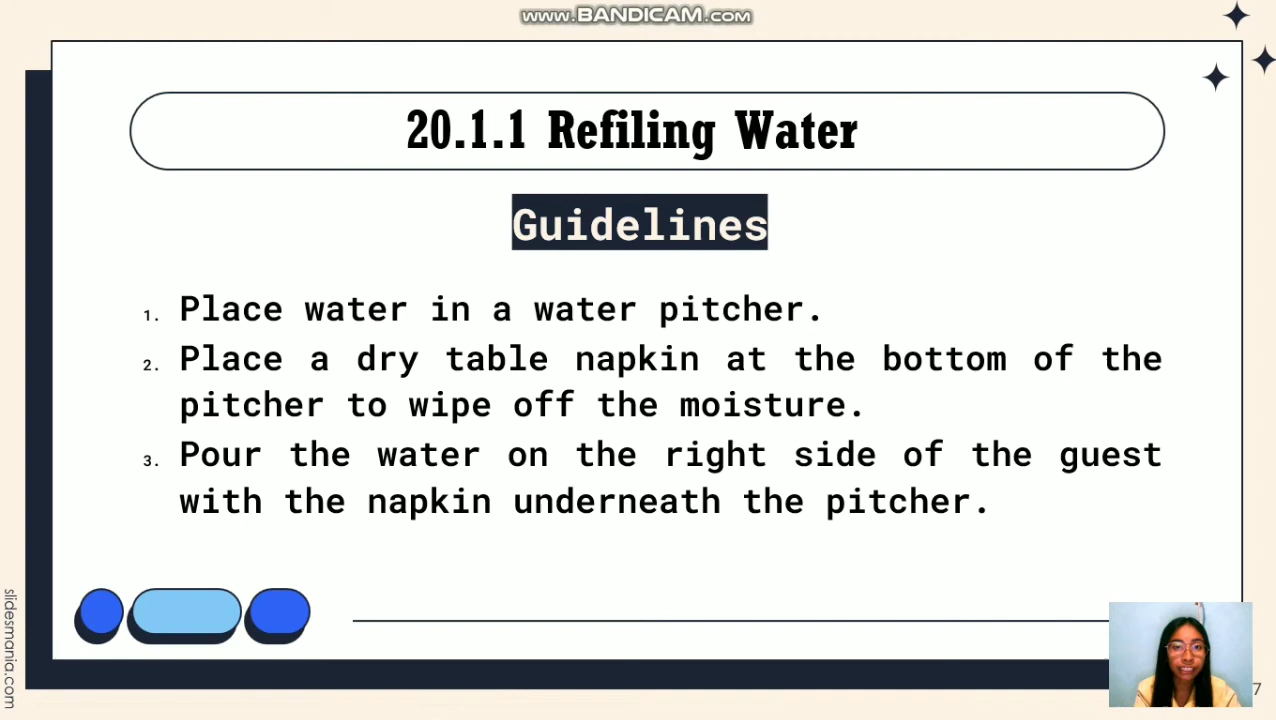 www.BANDICAM.com
20.1.1 Refiling Water
Guidelines
1. Place water in a water pitcher.
2. Place a dry table napkin at the bottom of the
pitcher to wipe off the moisture.
3. Pour the water on the right side of the guest
with the napkin underneath the pitcher.
slidesmania.com
7